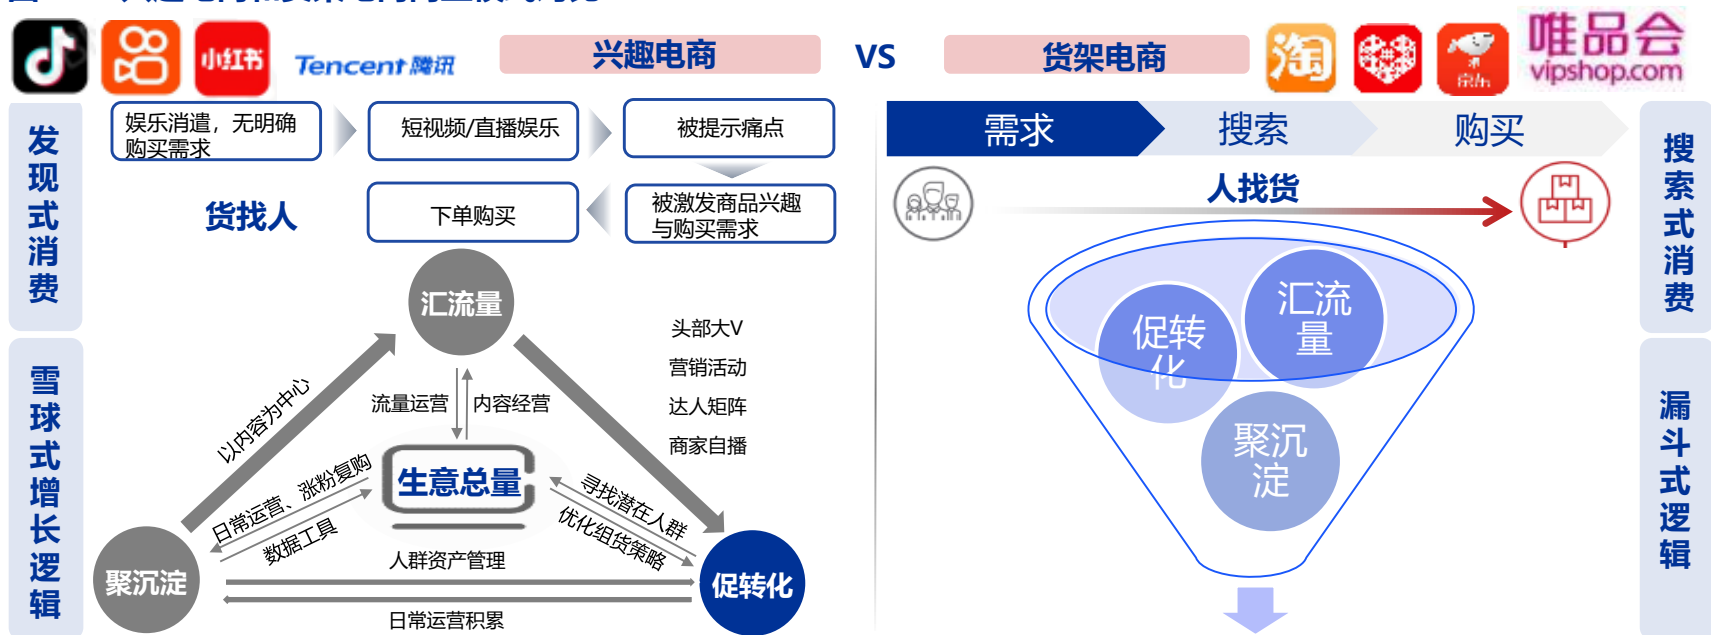 小红书
Tencent 腾讯
兴趣电商
VS
货架电商
淘
京东
唯品会
vipshop.com
发现式消费
娱乐消遣，无明确
购买需求
短视频/直播娱乐
被提示痛点
货找人
下单购买
被激发商品兴趣
与购买需求
雪球式增长逻辑
汇流量
头部大V
营销活动
达人矩阵
商家自播
以内容为中心
流量运营
内容经营
生意总量
日常运营、涨粉复购
数据工具
寻找潜在人群
优化组货策略
聚沉淀
人群资产管理
日常运营积累
促转化
需求
搜索
购买
人找货
汇流
量
促转
化
聚沉
淀
搜索式消费
漏斗式逻辑